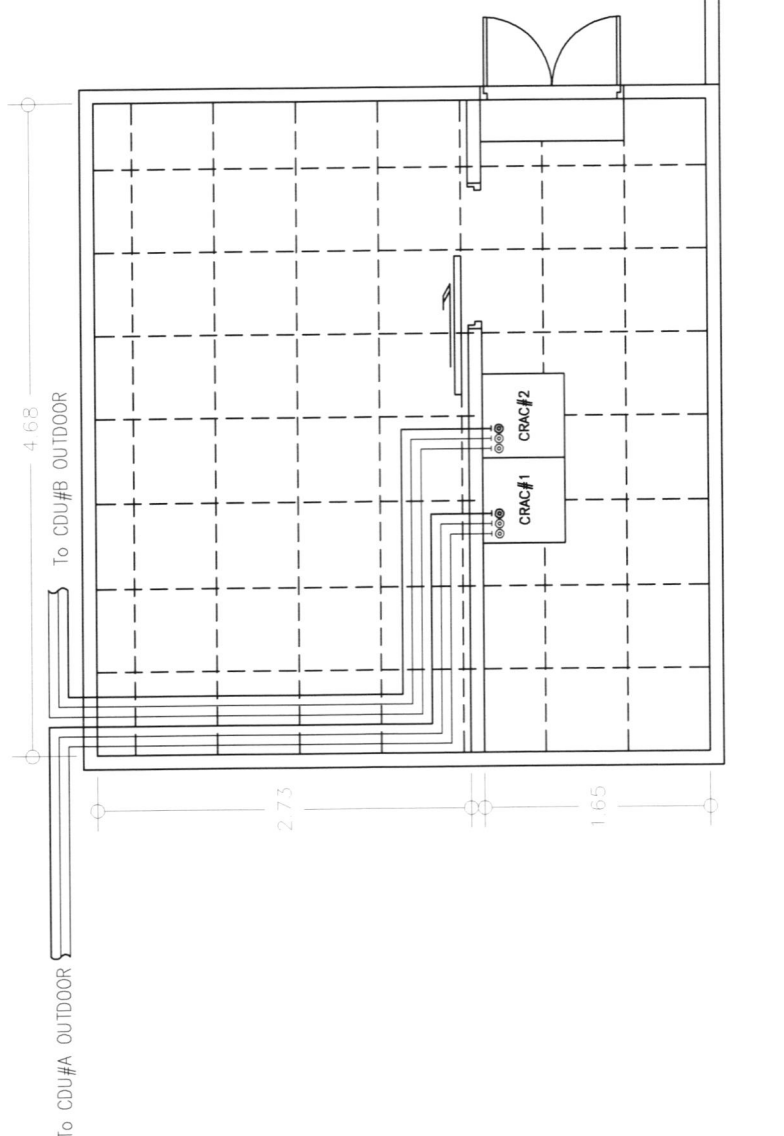 To CDU#A OUTDOOR
4.68
To CDU#B OUTDOOR
2.73
1.65
CRAC#1
CRAC#2